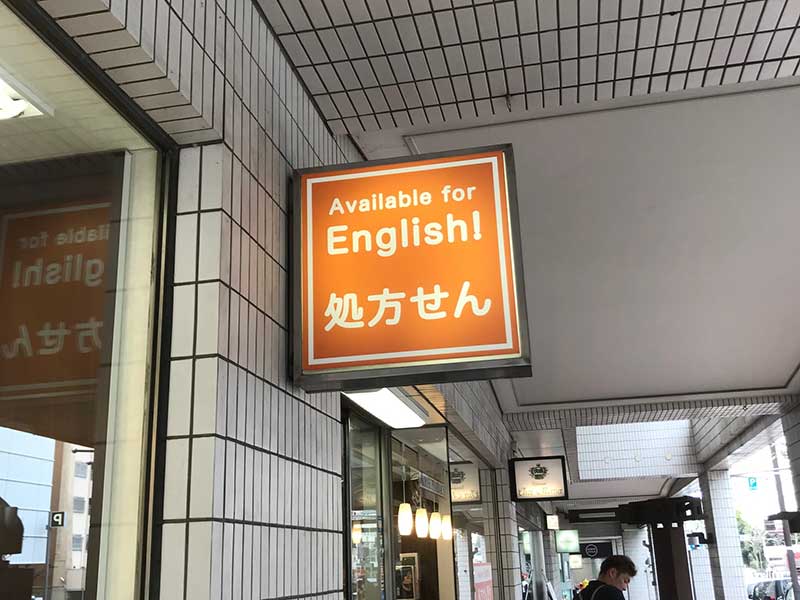 Available for
English!
処方せん
P
P